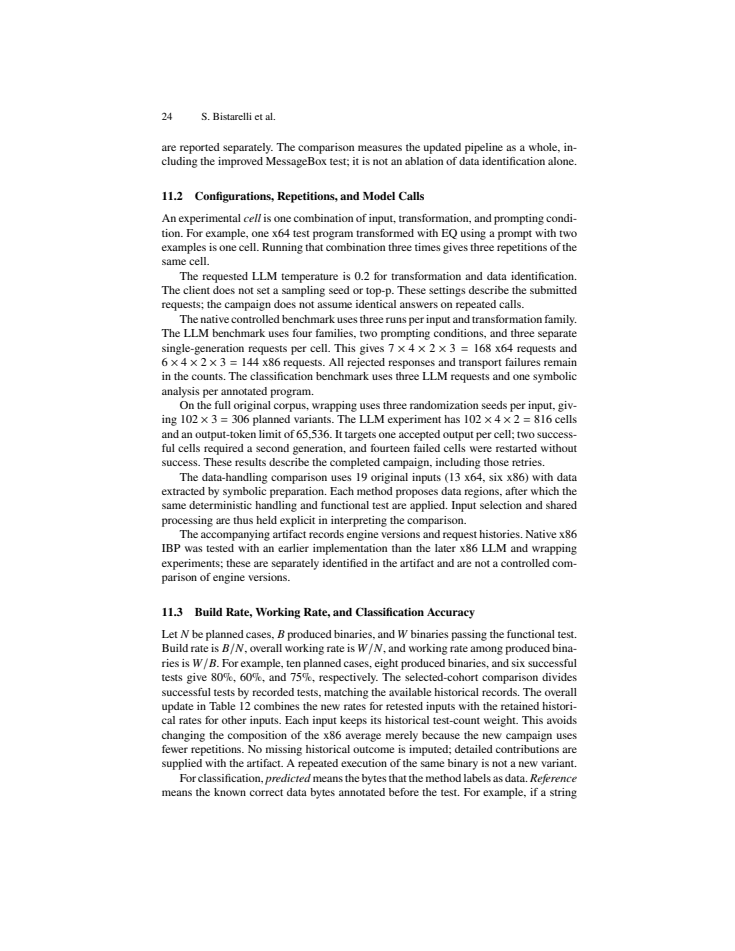 24 S. Bistarelli et al.
are reported separately. The comparison measures the updated pipeline as a whole, in-
cluding the improved MessageBox test; it is not an ablation of data identification alone.
11.2 Configurations, Repetitions, and Model Calls
An experimental cell is one combination of input, transformation, and prompting condi-
tion. For example, one x64 test program transformed with EQ using a prompt with two
examples is one cell. Running that combination three times gives three repetitions of the
same cell.
The requested LLM temperature is 0.2 for transformation and data identification.
The client does not set a sampling seed or top-p. These settings describe the submitted
requests; the campaign does not assume identical answers on repeated calls.
The native controlled benchmark uses three runs per input and transformation family.
The LLM benchmark uses four families, two prompting conditions, and three separate
single-generation requests per cell. This gives 7 × 4 × 2 × 3 = 168 x64 requests and
6 × 4 × 2 × 3 = 144 x86 requests. All rejected responses and transport failures remain
in the counts. The classification benchmark uses three LLM requests and one symbolic
analysis per annotated program.
On the full original corpus, wrapping uses three randomization seeds per input, giv-
ing 102 × 3 = 306 planned variants. The LLM experiment has 102 × 4 × 2 = 816 cells
and an output-token limit of 65,536. It targets one accepted output per cell; two success-
ful cells required a second generation, and fourteen failed cells were restarted without
success. These results describe the completed campaign, including those retries.
The data-handling comparison uses 19 original inputs (13 x64, six x86) with data
extracted by symbolic preparation. Each method proposes data regions, after which the
same deterministic handling and functional test are applied. Input selection and shared
processing are thus held explicit in interpreting the comparison.
The accompanying artifact records engine versions and request histories. Native x86
IBP was tested with an earlier implementation than the later x86 LLM and wrapping
experiments; these are separately identified in the artifact and are not a controlled com-
parison of engine versions.
11.3 Build Rate, Working Rate, and Classification Accuracy
Let N be planned cases, B produced binaries, and W binaries passing the functional test.
Build rate is B/N, overall working rate is W/N, and working rate among produced bina-
ries is W/B. For example, ten planned cases, eight produced binaries, and six successful
tests give 80%, 60%, and 75%, respectively. The selected-cohort comparison divides
successful tests by recorded tests, matching the available historical records. The overall
update in Table 12 combines the new rates for retested inputs with the retained histori-
cal rates for other inputs. Each input keeps its historical test-count weight. This avoids
changing the composition of the x86 average merely because the new campaign uses
fewer repetitions. No missing historical outcome is imputed; detailed contributions are
supplied with the artifact. A repeated execution of the same binary is not a new variant.
For classification, predicted means the bytes that the method labels as data. Reference
means the known correct data bytes annotated before the test. For example, if a string